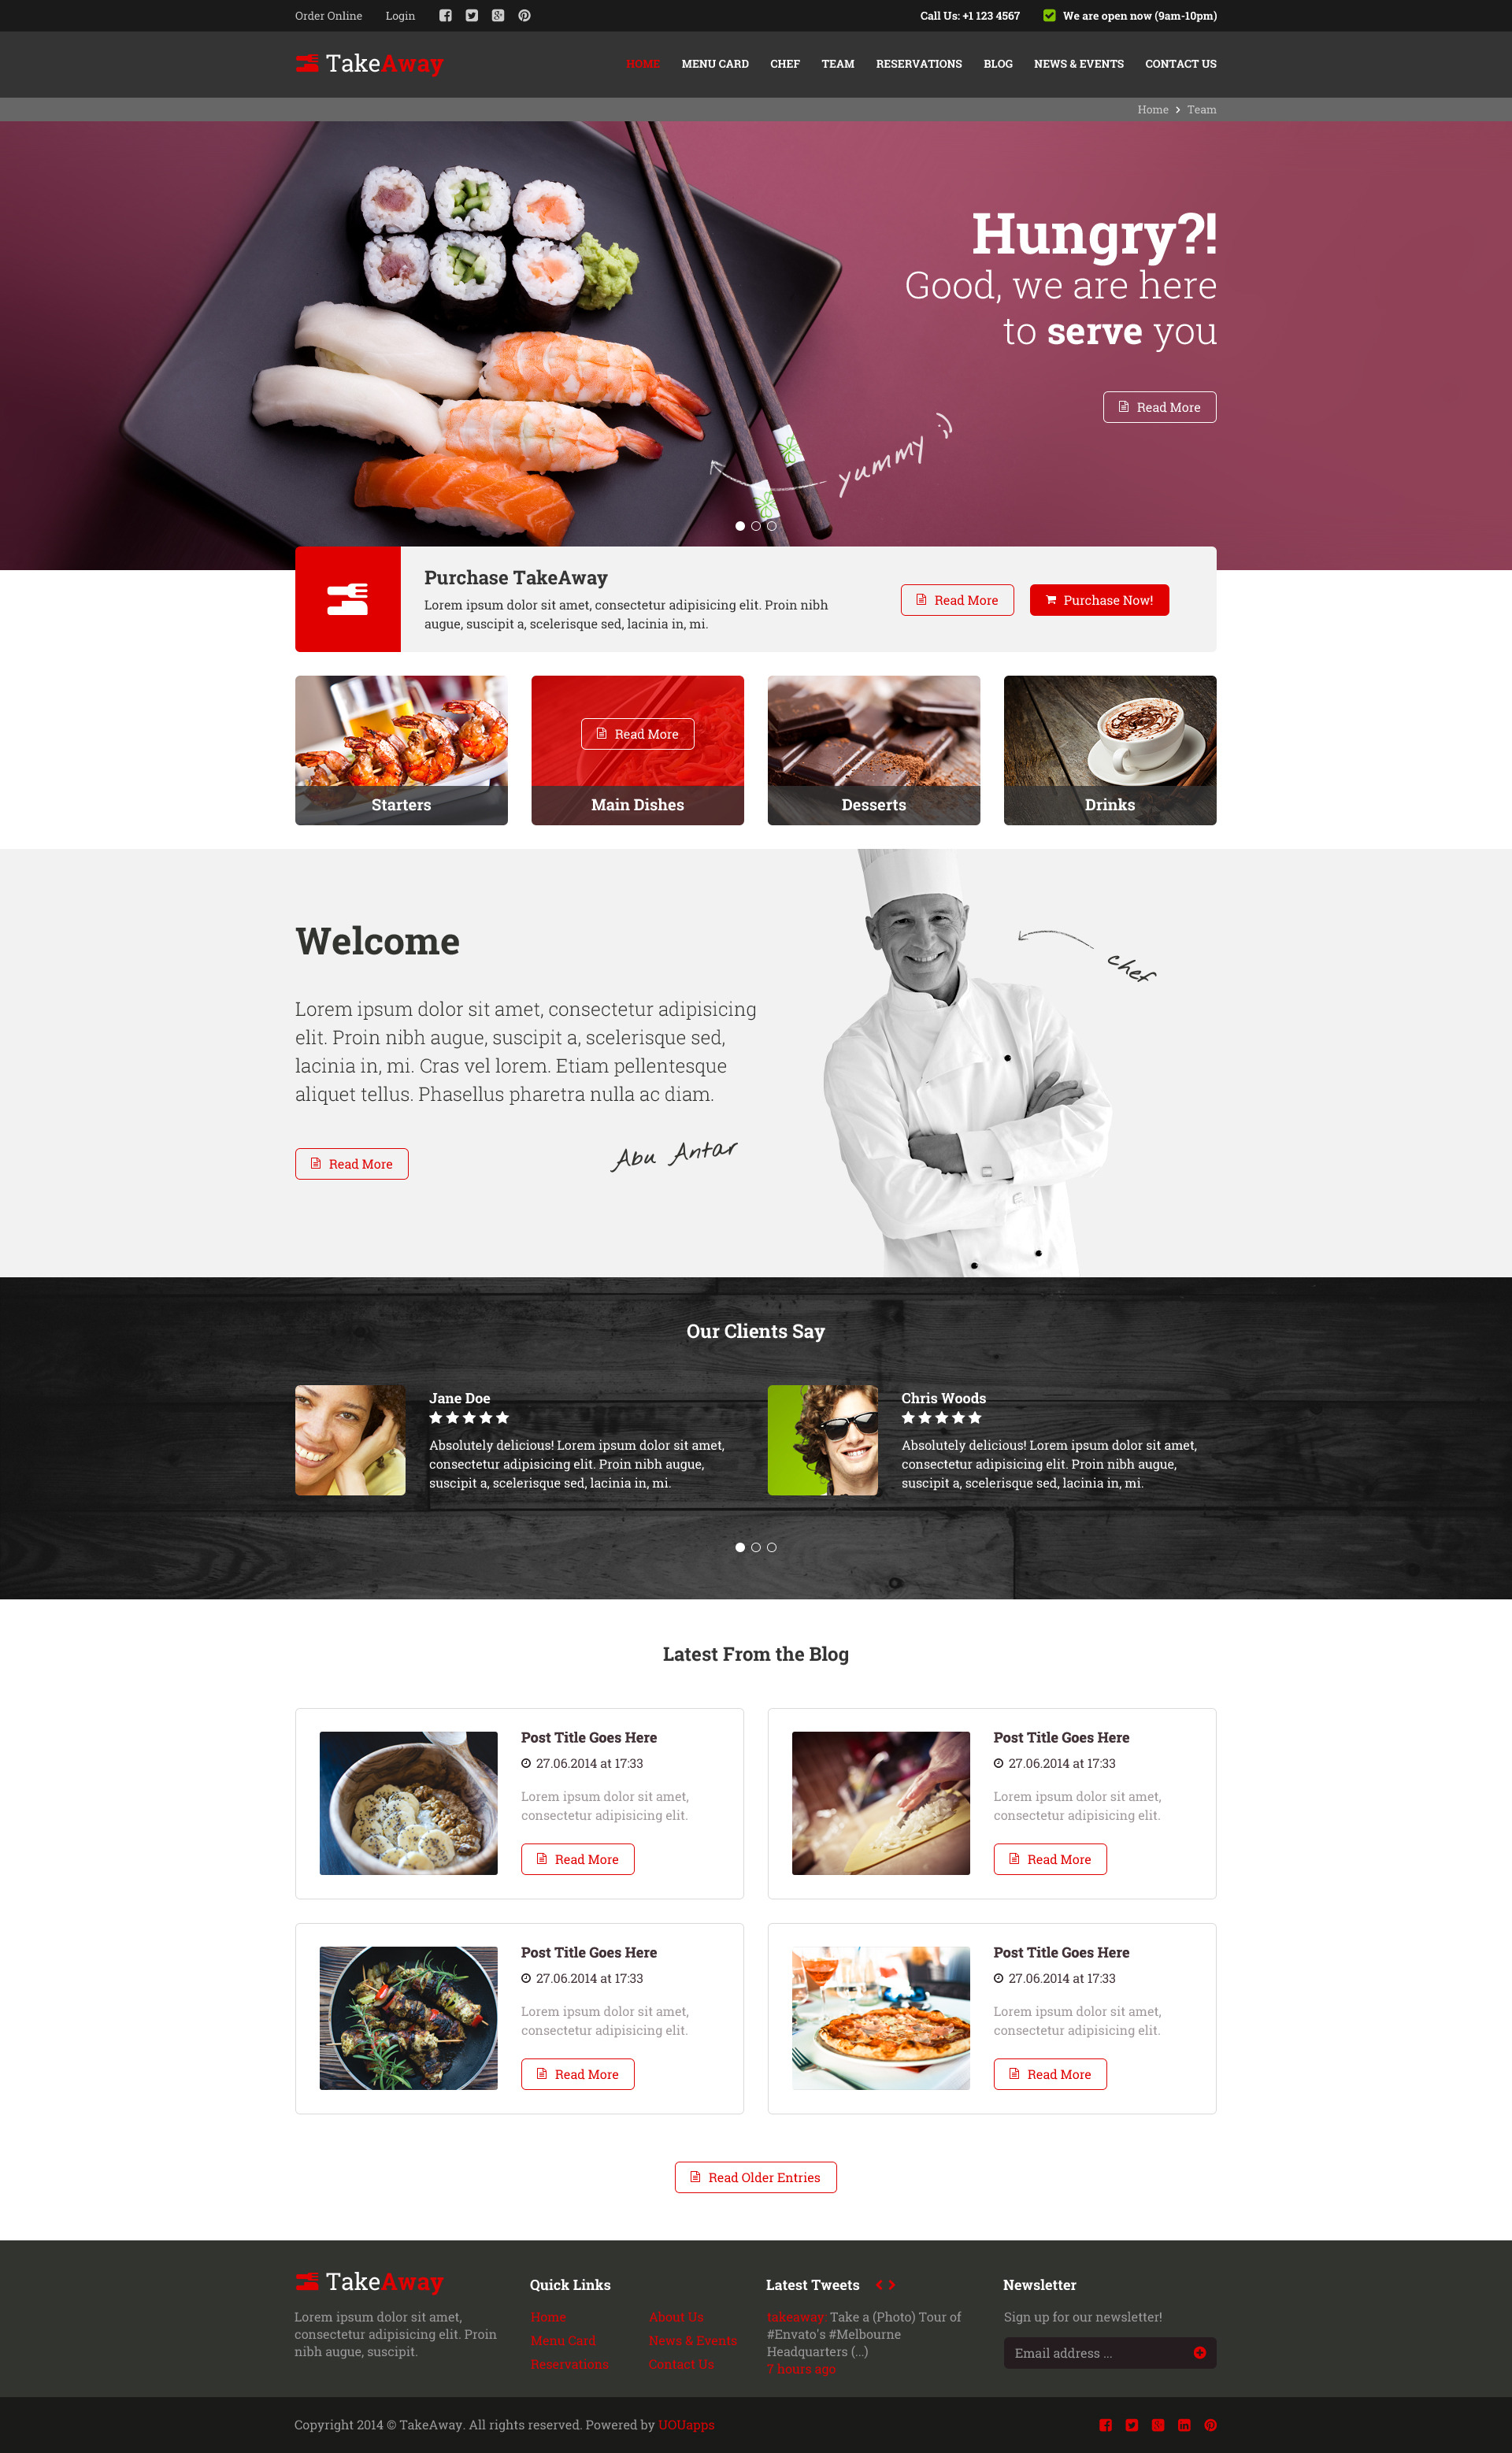 Order Online Login Call Us: +1 123 4567 We are open now (9am-10pm)
TakeAway HOME MENU CARD CHEF TEAM RESERVATIONS BLOG NEWS & EVENTS CONTACT US
Home Team
Hungry?!
Good, we are here
to serve you
Read More
yummy :)
Purchase TakeAway
Lorem ipsum dolor sit amet, consectetur adipisicing elit. Proin nibh
augue, suscipit a, scelerisque sed, lacinia in, mi.
Read More Purchase Now!
Read More
Starters Main Dishes Desserts Drinks
Welcome
chef
Lorem ipsum dolor sit amet, consectetur adipisicing
elit. Proin nibh augue, suscipit a, scelerisque sed,
lacinia in, mi. Cras vel lorem. Etiam pellentesque
aliquet tellus. Phasellus pharetra nulla ac diam.
Read More Abu Antar
Our Clients Say
Jane Doe
Absolutely delicious! Lorem ipsum dolor sit amet,
consectetur adipisicing elit. Proin nibh augue,
suscipit a, scelerisque sed, lacinia in, mi.
Chris Woods
Absolutely delicious! Lorem ipsum dolor sit amet,
consectetur adipisicing elit. Proin nibh augue,
suscipit a, scelerisque sed, lacinia in, mi.
Latest From the Blog
Post Title Goes Here
27.06.2014 at 17:33
Lorem ipsum dolor sit amet,
consectetur adipisicing elit.
Read More
Post Title Goes Here
27.06.2014 at 17:33
Lorem ipsum dolor sit amet,
consectetur adipisicing elit.
Read More
Post Title Goes Here
27.06.2014 at 17:33
Lorem ipsum dolor sit amet,
consectetur adipisicing elit.
Read More
Post Title Goes Here
27.06.2014 at 17:33
Lorem ipsum dolor sit amet,
consectetur adipisicing elit.
Read More
Read Older Entries
TakeAway
Lorem ipsum dolor sit amet,
consectetur adipisicing elit. Proin
nibh augue, suscipit.
Quick Links
Home About Us
Menu Card News & Events
Reservations Contact Us
Latest Tweets
takeaway: Take a (Photo) Tour of
#Envato's #Melbourne
Headquarters (...)
7 hours ago
Newsletter
Sign up for our newsletter!
Email address ...
Copyright 2014 © TakeAway. All rights reserved. Powered by UOUapps